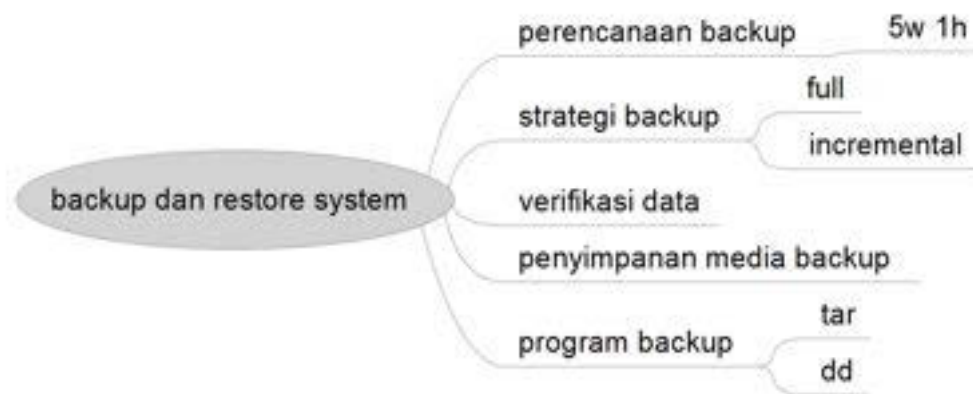 backup dan restore system
perencanaan backup
5w 1h
strategi backup
full
incremental
verifikasi data
penyimpanan media backup
program backup
tar
dd